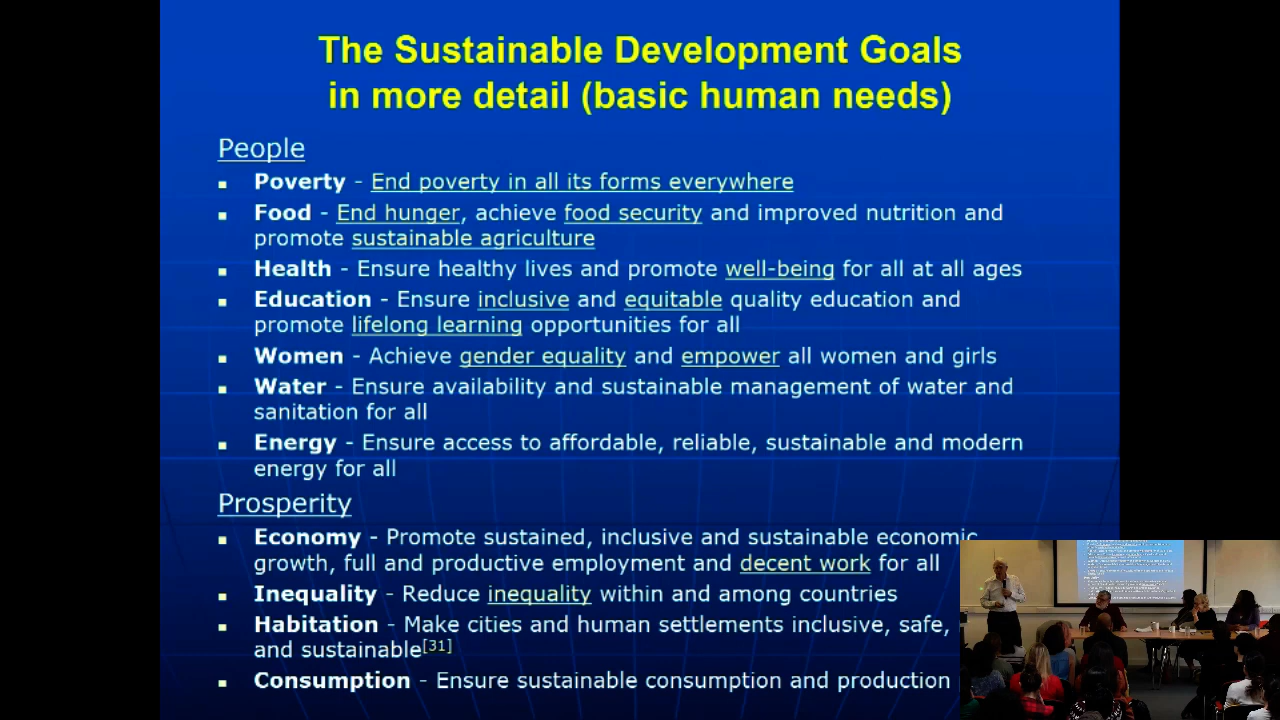 The Sustainable Development Goals
in more detail (basic human needs)
People
▪ Poverty - End poverty in all its forms everywhere
▪ Food - End hunger, achieve food security and improved nutrition and
promote sustainable agriculture
▪ Health - Ensure healthy lives and promote well-being for all at all ages
▪ Education - Ensure inclusive and equitable quality education and
promote lifelong learning opportunities for all
▪ Women - Achieve gender equality and empower all women and girls
▪ Water - Ensure availability and sustainable management of water and
sanitation for all
▪ Energy - Ensure access to affordable, reliable, sustainable and modern
energy for all
Prosperity
▪ Economy - Promote sustained, inclusive and sustainable economic
growth, full and productive employment and decent work for all
▪ Inequality - Reduce inequality within and among countries
▪ Habitation - Make cities and human settlements inclusive, safe,
and sustainable[31]
▪ Consumption - Ensure sustainable consumption and production